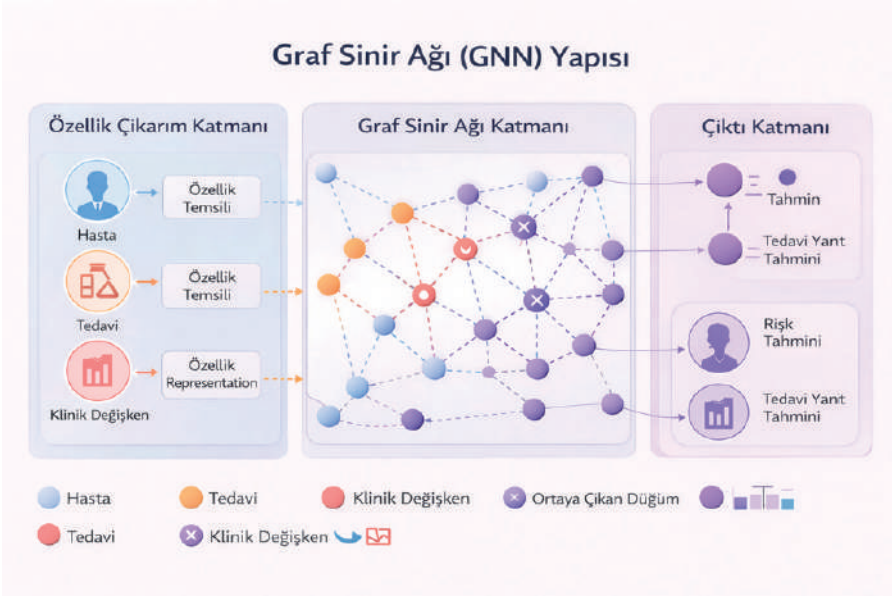 Graf Sinir Ağı (GNN) Yapısı
Özellik Çıkarım Katmanı
Hasta
Özellik
Temsili
Tedavi
Özellik
Temsili
Klinik Değişken
Özellik
Representation
Graf Sinir Ağı Katmanı
Çıktı Katmanı
Tahmin
Tedavi Yanıt
Tahmini
Risk
Tahmini
Tedavi Yanıt
Tahmini
Hasta
Tedavi
Klinik Değişken
Ortaya Çıkan Düğüm
Tedavi
Klinik Değişken